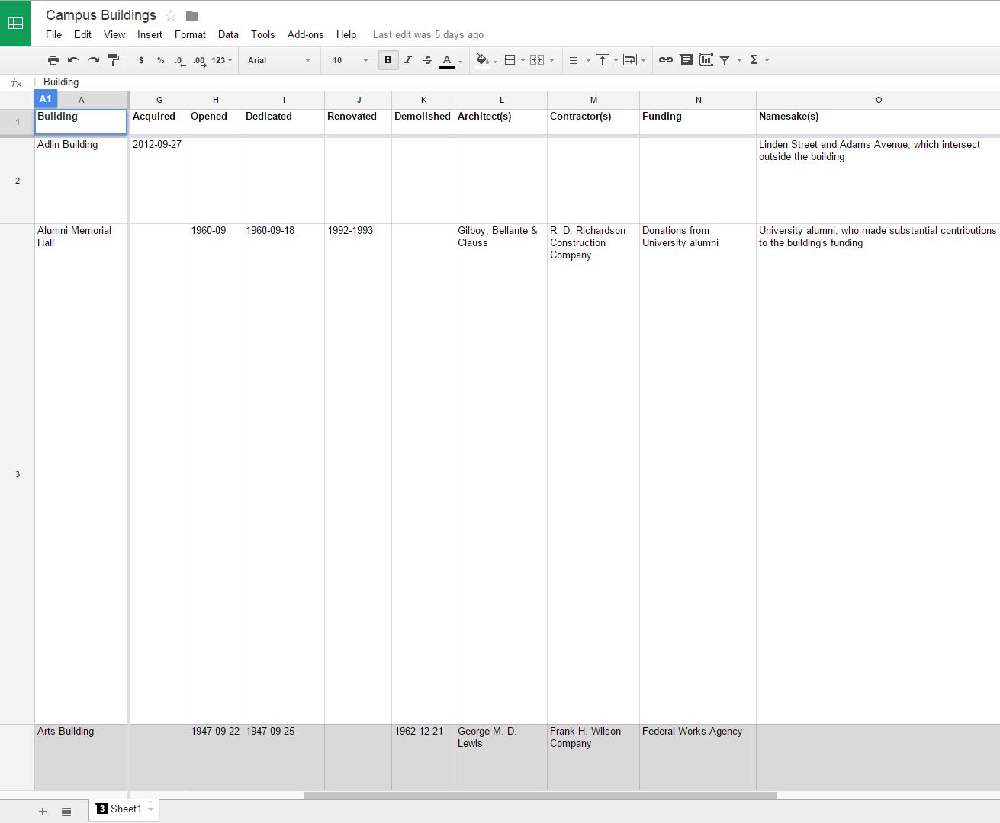 Campus Buildings
File Edit View Insert Format Data Tools Add-ons Help Last edit was 5 days ago
$ % .0 .00 123 Arial 10 B I S A Σ
fx Building
A1 A G H I J K L M N O
1 Building Acquired Opened Dedicated Renovated Demolished Architect(s) Contractor(s) Funding Namesake(s)
Adlin Building 2012-09-27 Linden Street and Adams Avenue, which intersect
outside the building
2
Alumni Memorial 1960-09 1960-09-18 1992-1993 Gilboy, Bellante & R. D. Richardson Donations from University alumni, who made substantial contributions
Hall Clauss Construction University alumni to the building's funding
Company
3
Arts Building 1947-09-22 1947-09-25 1962-12-21 George M. D. Frank H. Wilson Federal Works Agency
Lewis Company
+ 3 Sheet1